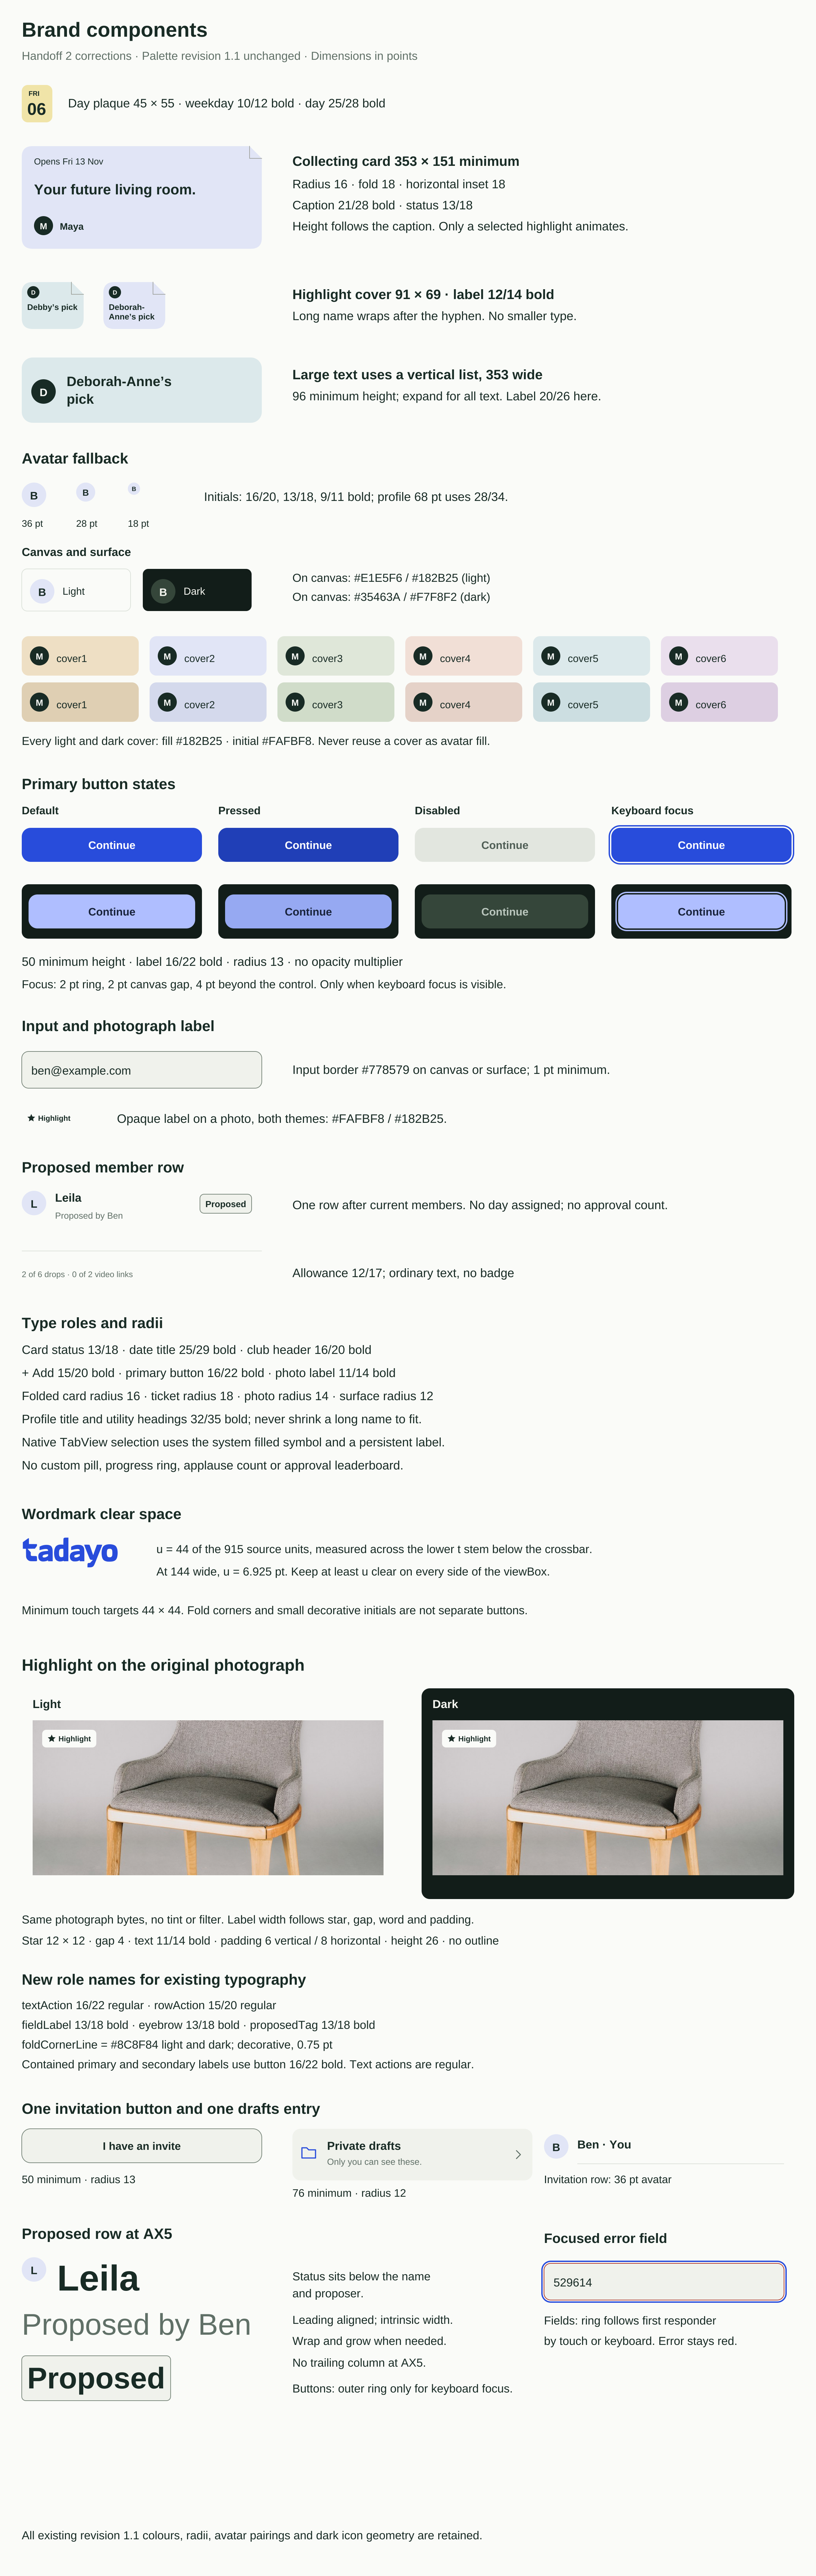 Brand components
Handoff 2 corrections · Palette revision 1.1 unchanged · Dimensions in points
FRI
06
Day plaque 45 × 55 · weekday 10/12 bold · day 25/28 bold
Opens Fri 13 Nov
Your future living room.
M
Maya
Collecting card 353 × 151 minimum
Radius 16 · fold 18 · horizontal inset 18
Caption 21/28 bold · status 13/18
Height follows the caption. Only a selected highlight animates.
D
Debby's pick
D
Deborah-
Anne's pick
Highlight cover 91 × 69 · label 12/14 bold
Long name wraps after the hyphen. No smaller type.
D
Deborah-Anne's
pick
Large text uses a vertical list, 353 wide
96 minimum height; expand for all text. Label 20/26 here.
Avatar fallback
B
B
B
Initials: 16/20, 13/18, 9/11 bold; profile 68 pt uses 28/34.
36 pt
28 pt
18 pt
Canvas and surface
B
Light
B
Dark
On canvas: #E1E5F6 / #182B25 (light)
On canvas: #35463A / #F7F8F2 (dark)
M
cover1
M
cover2
M
cover3
M
cover4
M
cover5
M
cover6
M
cover1
M
cover2
M
cover3
M
cover4
M
cover5
M
cover6
Every light and dark cover: fill #182B25 · initial #FAFBF8. Never reuse a cover as avatar fill.
Primary button states
Default
Pressed
Disabled
Keyboard focus
Continue
Continue
Continue
Continue
Continue
Continue
Continue
Continue
50 minimum height · label 16/22 bold · radius 13 · no opacity multiplier
Focus: 2 pt ring, 2 pt canvas gap, 4 pt beyond the control. Only when keyboard focus is visible.
Input and photograph label
ben@example.com
Input border #778579 on canvas or surface; 1 pt minimum.
★ Highlight
Opaque label on a photo, both themes: #FAFBF8 / #182B25.
Proposed member row
L
Leila
Proposed by Ben
Proposed
One row after current members. No day assigned; no approval count.
2 of 6 drops · 0 of 2 video links
Allowance 12/17; ordinary text, no badge
Type roles and radii
Card status 13/18 · date title 25/29 bold · club header 16/20 bold
+ Add 15/20 bold · primary button 16/22 bold · photo label 11/14 bold
Folded card radius 16 · ticket radius 18 · photo radius 14 · surface radius 12
Profile title and utility headings 32/35 bold; never shrink a long name to fit.
Native TabView selection uses the system filled symbol and a persistent label.
No custom pill, progress ring, applause count or approval leaderboard.
Wordmark clear space
tadayo
u = 44 of the 915 source units, measured across the lower t stem below the crossbar.
At 144 wide, u = 6.925 pt. Keep at least u clear on every side of the viewBox.
Minimum touch targets 44 × 44. Fold corners and small decorative initials are not separate buttons.
Highlight on the original photograph
Light
★ Highlight
Dark
★ Highlight
Same photograph bytes, no tint or filter. Label width follows star, gap, word and padding.
Star 12 × 12 · gap 4 · text 11/14 bold · padding 6 vertical / 8 horizontal · height 26 · no outline
New role names for existing typography
textAction 16/22 regular · rowAction 15/20 regular
fieldLabel 13/18 bold · eyebrow 13/18 bold · proposedTag 13/18 bold
foldCornerLine = #8C8F84 light and dark; decorative, 0.75 pt
Contained primary and secondary labels use button 16/22 bold. Text actions are regular.
One invitation button and one drafts entry
I have an invite
50 minimum · radius 13
Private drafts
Only you can see these.
76 minimum · radius 12
B
Ben · You
Invitation row: 36 pt avatar
Proposed row at AX5
L
Leila
Proposed by Ben
Proposed
Status sits below the name
and proposer.
Leading aligned; intrinsic width.
Wrap and grow when needed.
No trailing column at AX5.
Buttons: outer ring only for keyboard focus.
Focused error field
529614
Fields: ring follows first responder
by touch or keyboard. Error stays red.
All existing revision 1.1 colours, radii, avatar pairings and dark icon geometry are retained.